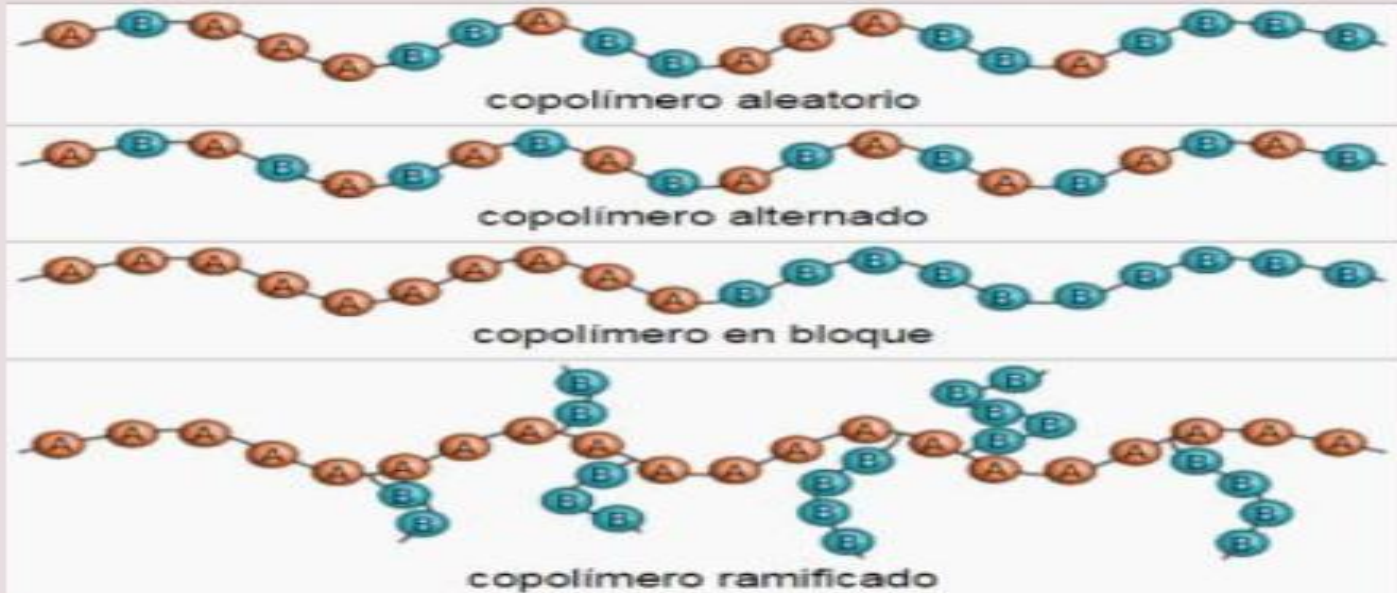 A B A A A B B A B B A A A B B A B B B B
copolímero aleatorio
A B A B A B A B A B A B A B A B A B A B
copolímero alternado
A A A A A A A A A A B B B B B B B B B B
copolímero en bloque
B B
B B B B B
A A A A A A A A A A A A A A A A A A A A
B B
B B B
B B B B
B B B B
copolímero ramificado